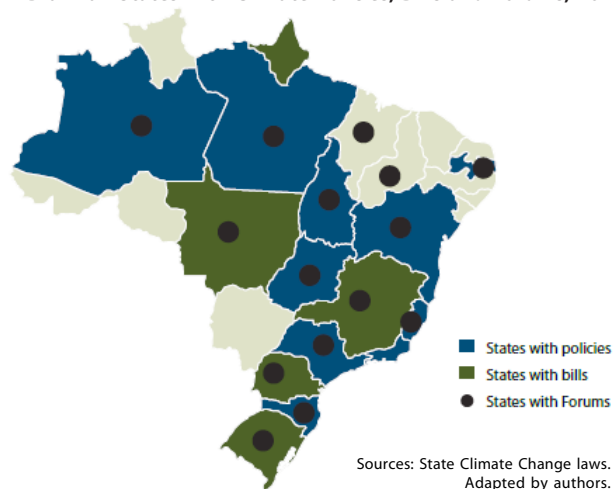 States with policies
States with bills
States with Forums
Sources: State Climate Change laws.
Adapted by authors.